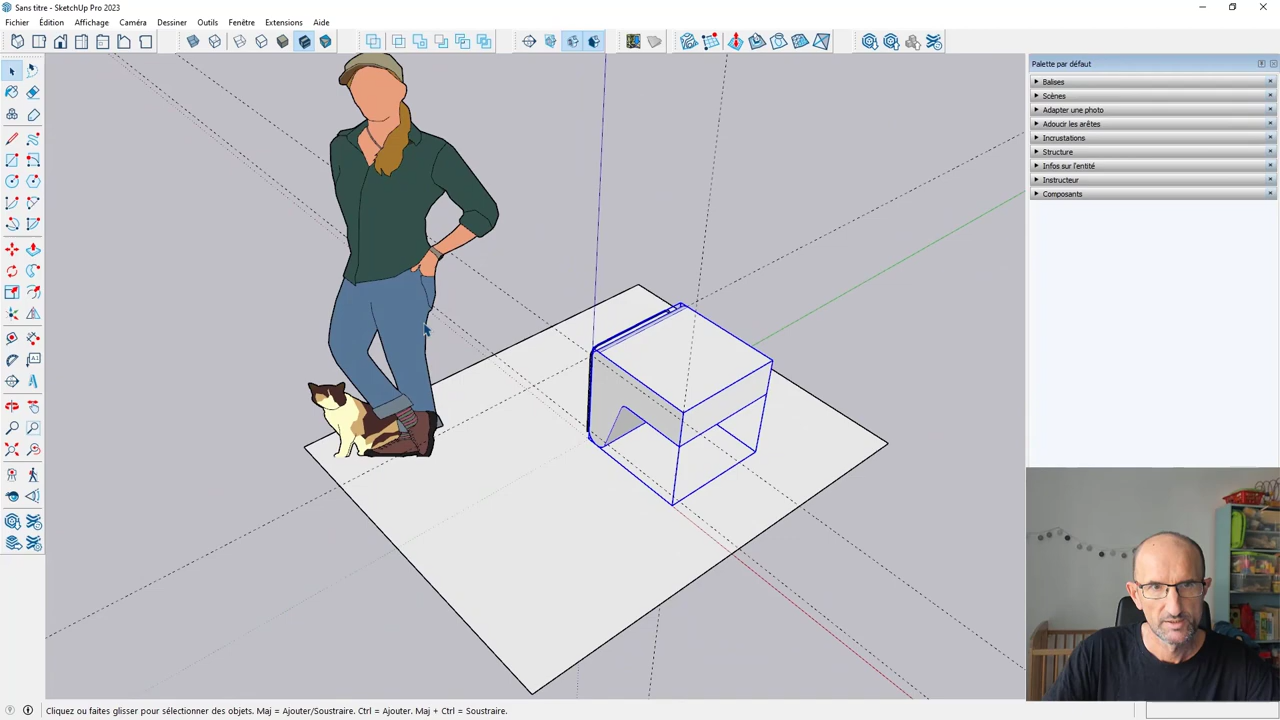 Sans titre - SketchUp Pro 2023
Fichier Édition Affichage Caméra Dessiner Outils Fenêtre Extensions Aide
Palette par défaut
Balises
Scènes
Adapter une photo
Adoucir les arêtes
Incrustations
Structure
Infos sur l'entité
Instructeur
Composants
Cliquez ou faites glisser pour sélectionner des objets. Maj = Ajouter/Soustraire. Ctrl = Ajouter. Maj + Ctrl = Soustraire.